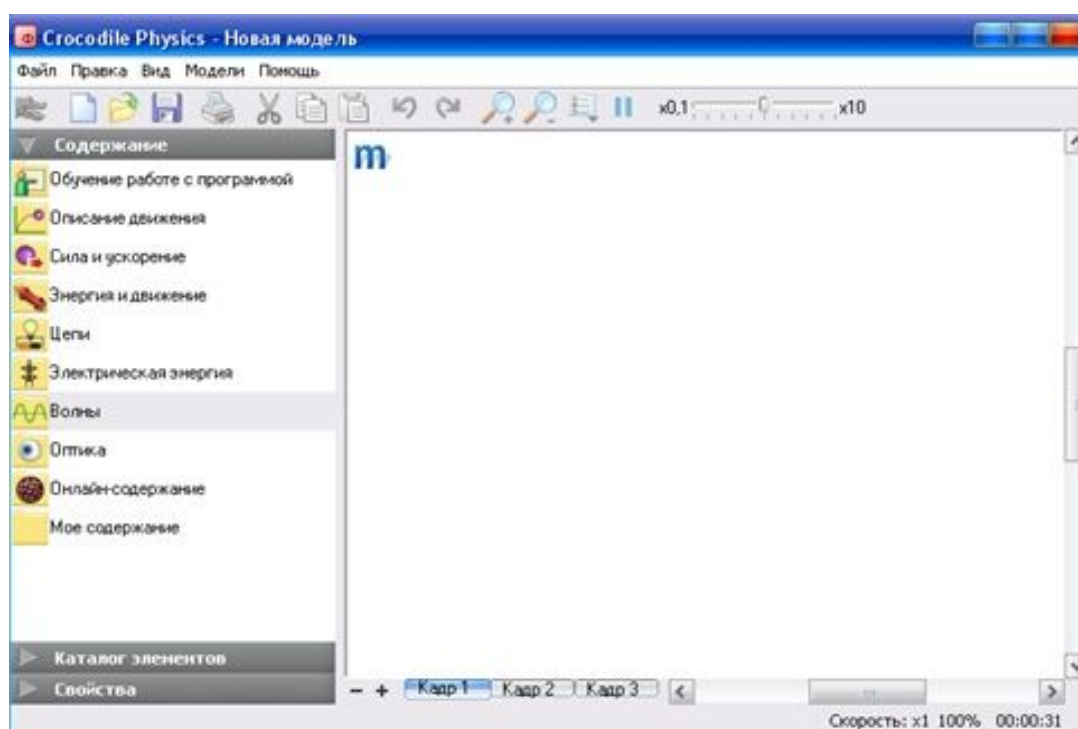 Crocodile Physics - Новая модель
Файл Правка Вид Модели Помощь
x0,1 x10
Содержание
m
Обучение работе с программой
Описание движения
Сила и ускорение
Энергия и движение
Цепи
Электрическая энергия
Волны
Оптика
Онлайн-содержание
Мое содержание
Каталог элементов
Свойства
- + Кадр 1 Кадр 2 Кадр 3
Скорость: x1 100% 00:00:31